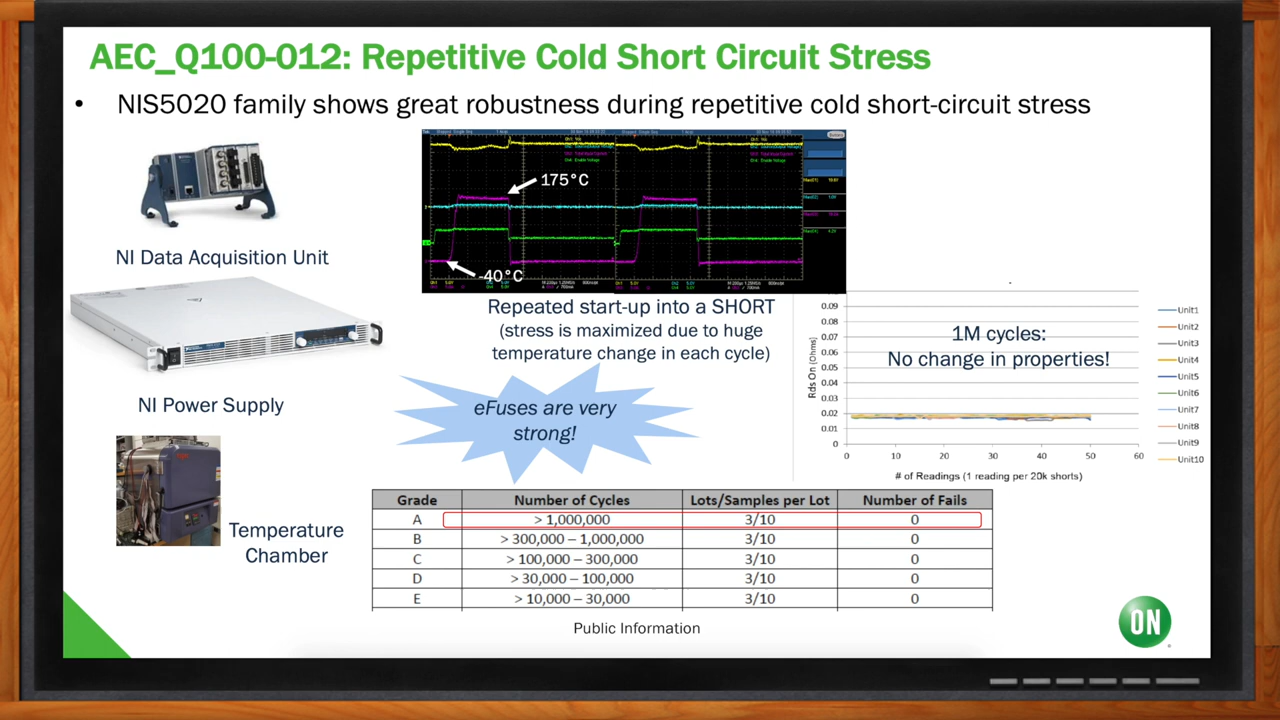 AEC_Q100-012: Repetitive Cold Short Circuit Stress
• NIS5020 family shows great robustness during repetitive cold short-circuit stress
NI Data Acquisition Unit
NI Power Supply
Temperature
Chamber
175°C
-40°C
Repeated start-up into a SHORT
(stress is maximized due to huge
temperature change in each cycle)
eFuses are very
strong!
1M cycles:
No change in properties!
Rds On (Ohms)
0.09
0.08
0.07
0.06
0.05
0.04
0.03
0.02
0.01
0
0 10 20 30 40 50 60
# of Readings (1 reading per 20k shorts)
Unit1
Unit2
Unit3
Unit4
Unit5
Unit6
Unit7
Unit8
Unit9
Unit10
Grade Number of Cycles Lots/Samples per Lot Number of Fails
A > 1,000,000 3/10 0
B > 300,000 – 1,000,000 3/10 0
C > 100,000 – 300,000 3/10 0
D > 30,000 – 100,000 3/10 0
E > 10,000 – 30,000 3/10 0
Public Information
ON